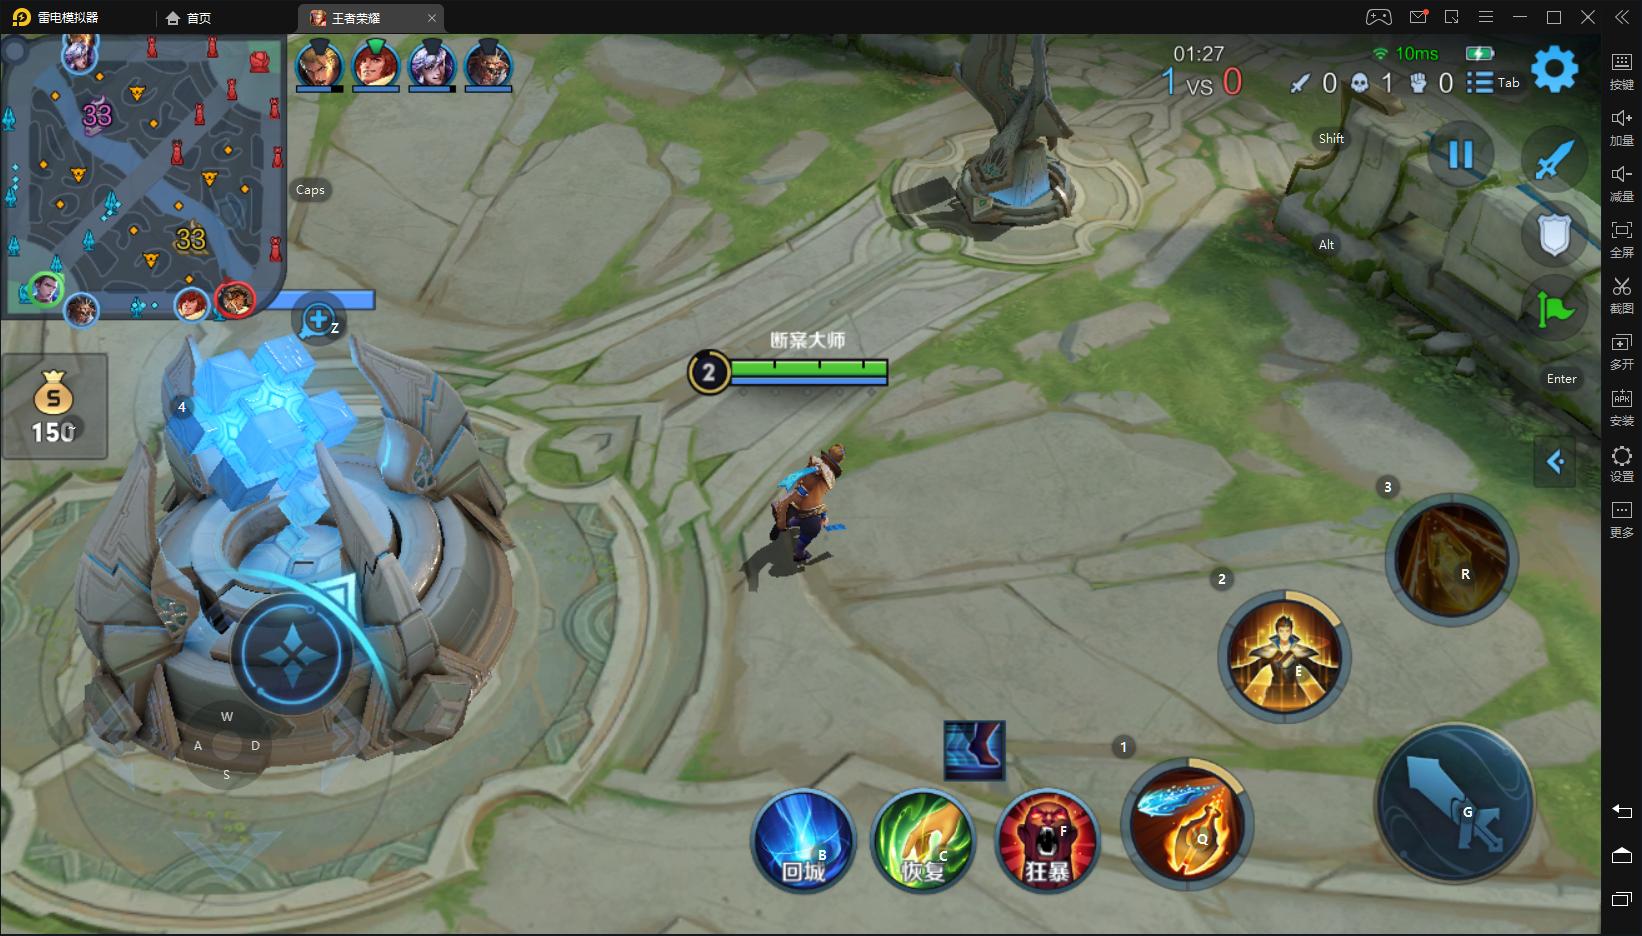 雷电模拟器
首页
王者荣耀
01:27
1 VS 0
10ms
0
1
0
Tab
33
33
Caps
Shift
Alt
Enter
Z
150
4
断案大师
2
3
R
2
E
1
Q
G
W
A
D
S
B
回城
C
恢复
F
狂暴
按键
加量
减量
全屏
截图
多开
APK
安装
设置
更多